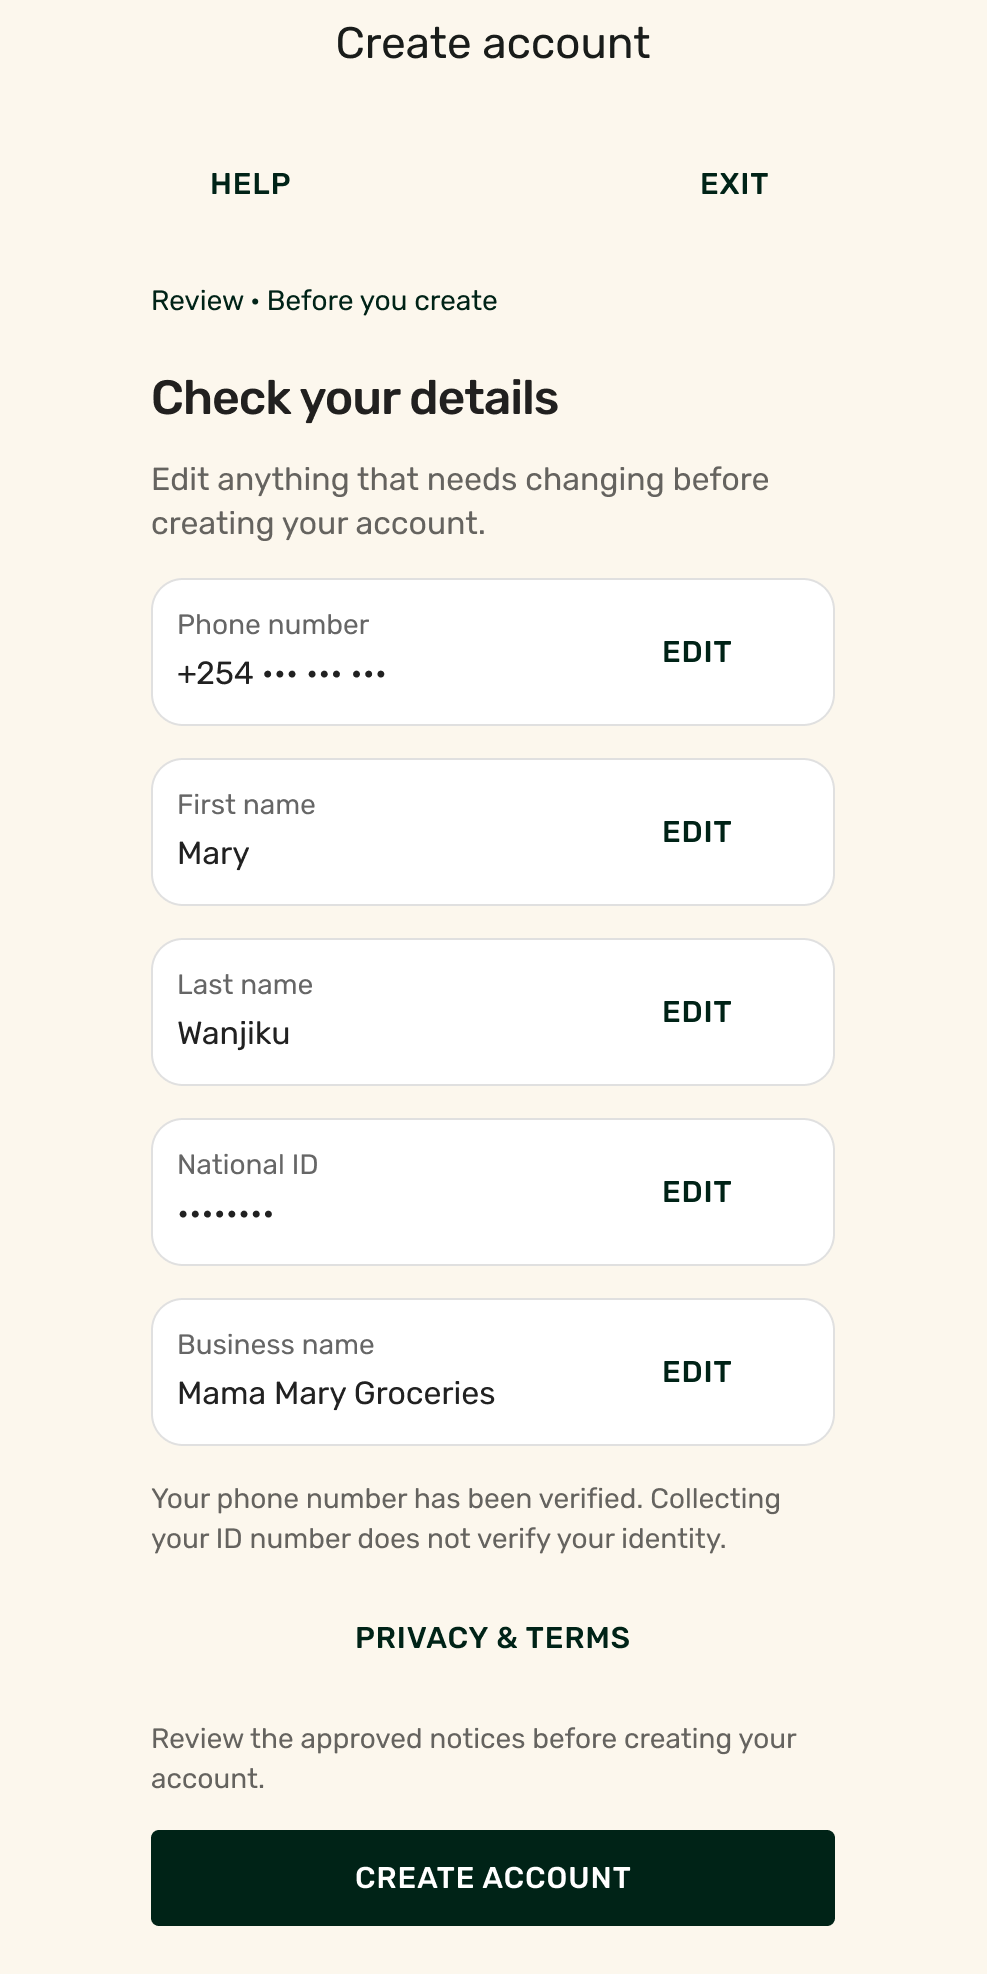 Create account
HELP
EXIT
Review • Before you create
Check your details
Edit anything that needs changing before
creating your account.
Phone number
+254 ••• ••• •••
EDIT
First name
Mary
EDIT
Last name
Wanjiku
EDIT
National ID
••••••••
EDIT
Business name
Mama Mary Groceries
EDIT
Your phone number has been verified. Collecting
your ID number does not verify your identity.
PRIVACY & TERMS
Review the approved notices before creating your
account.
CREATE ACCOUNT